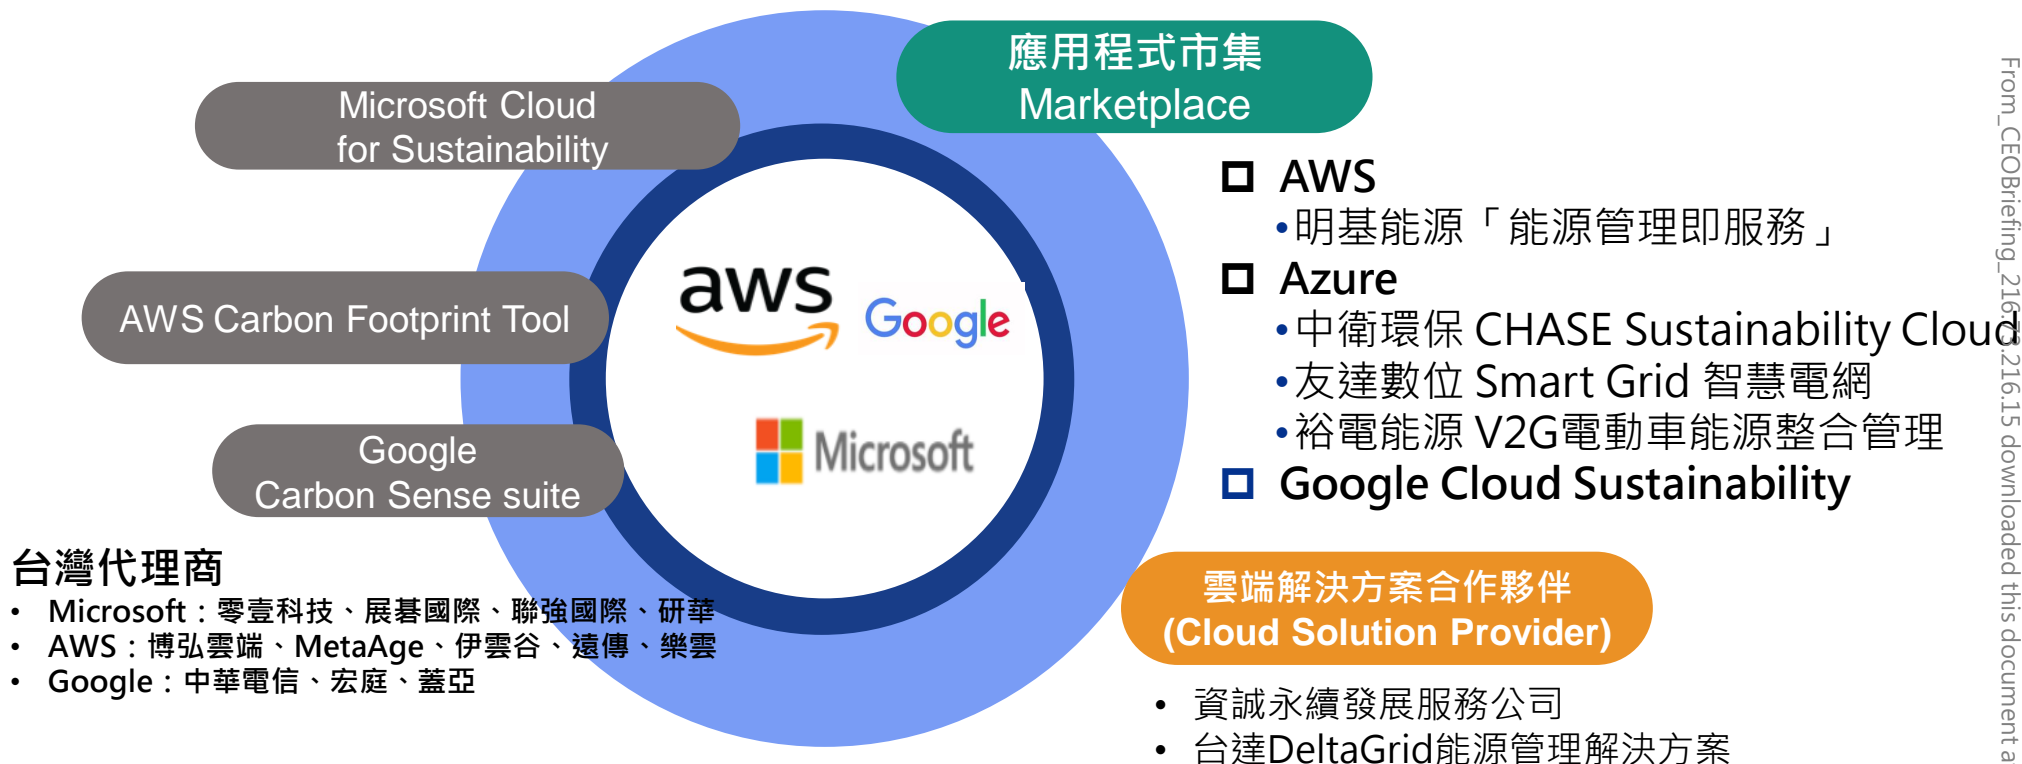 應用程式市集
Marketplace
Microsoft Cloud
for Sustainability
AWS Carbon Footprint Tool
Google
Carbon Sense suite
aws
Google
Microsoft
□ AWS
•明基能源「能源管理即服務」
□ Azure
•中衛環保 CHASE Sustainability Cloud
•友達數位 Smart Grid 智慧電網
•裕電能源 V2G電動車能源整合管理
□ Google Cloud Sustainability
台灣代理商
• Microsoft：零壹科技、展碁國際、聯強國際、研華
• AWS：博弘雲端、MetaAge、伊雲谷、遠傳、樂雲
• Google：中華電信、宏庭、蓋亞
雲端解決方案合作夥伴
(Cloud Solution Provider)
• 資誠永續發展服務公司
• 台達DeltaGrid能源管理解決方案
From_CEOBriefing_216.73.216.15 downloaded this document a